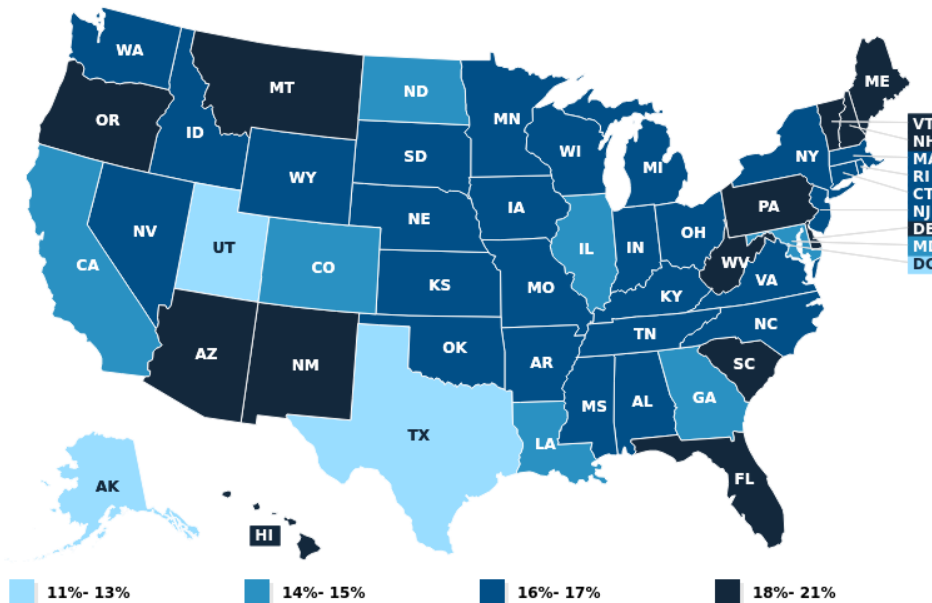 WA
MT
ME
ND
OR
MN
VT
NH
ID
SD
WI
NY
MA
MI
RI
WY
CT
IA
PA
NJ
NE
OH
DE
NV
UT
IL
IN
MD
CA
CO
WV
DC
KS
MO
VA
KY
NC
TN
OK
AZ
NM
AR
SC
MS
AL
GA
TX
LA
FL
AK
HI
11%- 13%
14%- 15%
16%- 17%
18%- 21%